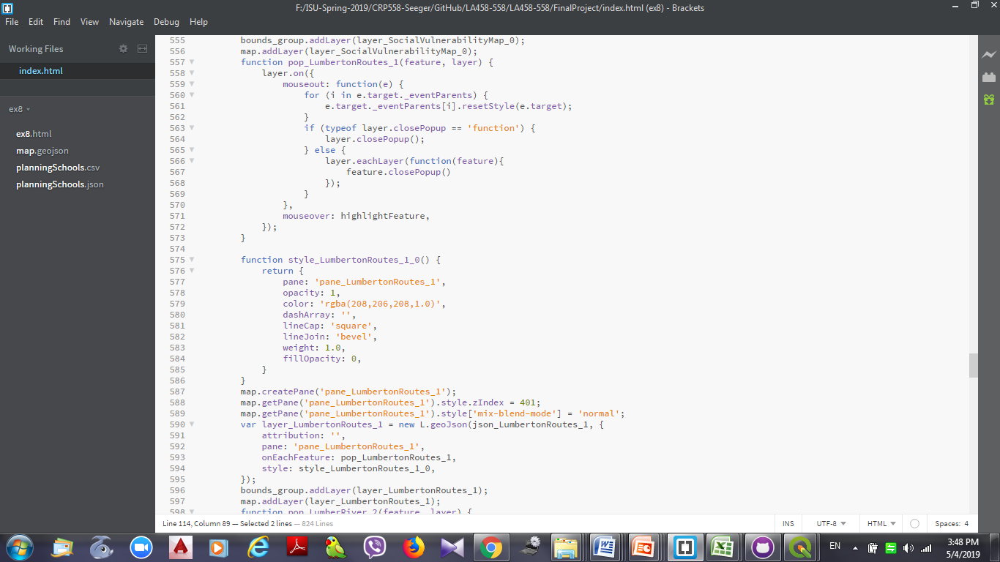 F:/ISU-Spring-2019/CRP558-Seeger/GitHub/LA458-558/LA458-558/FinalProject/index.html (ex8) - Brackets
File Edit Find View Navigate Debug Help
Working Files
index.html
ex8
ex8.html
map.geojson
planningSchools.csv
planningSchools.json
555 bounds_group.addLayer(layer_SocialVulnerabilityMap_0);
556 map.addLayer(layer_SocialVulnerabilityMap_0);
557 function pop_LumbertonRoutes_1(feature, layer) {
558 layer.on({
559 mouseout: function(e) {
560 for (i in e.target._eventParents) {
561 e.target._eventParents[i].resetStyle(e.target);
562 }
563 if (typeof layer.closePopup == 'function') {
564 layer.closePopup();
565 } else {
566 layer.eachLayer(function(feature){
567 feature.closePopup()
568 });
569 }
570 },
571 mouseover: highlightFeature,
572 });
573 }
574
575 function style_LumbertonRoutes_1_0() {
576 return {
577 pane: 'pane_LumbertonRoutes_1',
578 opacity: 1,
579 color: 'rgba(208,206,208,1.0)',
580 dashArray: '',
581 lineCap: 'square',
582 lineJoin: 'bevel',
583 weight: 1.0,
584 fillOpacity: 0,
585 }
586 }
587 map.createPane('pane_LumbertonRoutes_1');
588 map.getPane('pane_LumbertonRoutes_1').style.zIndex = 401;
589 map.getPane('pane_LumbertonRoutes_1').style['mix-blend-mode'] = 'normal';
590 var layer_LumbertonRoutes_1 = new L.geoJson(json_LumbertonRoutes_1, {
591 attribution: '',
592 pane: 'pane_LumbertonRoutes_1',
593 onEachFeature: pop_LumbertonRoutes_1,
594 style: style_LumbertonRoutes_1_0,
595 });
596 bounds_group.addLayer(layer_LumbertonRoutes_1);
597 map.addLayer(layer_LumbertonRoutes_1);
598 function pop_LumberRiver_2(feature, layer) {
Line 114, Column 89 — Selected 2 lines — 824 Lines
INS UTF-8 HTML Spaces: 4
EN
3:48 PM
5/4/2019